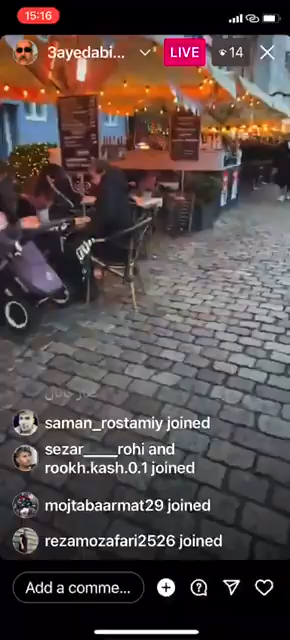 15:16
3ayedabi...
LIVE
14
saman_rostamiy joined
sezar____rohi and
rookh.kash.0.1 joined
mojtabaarmat29 joined
rezamozafari2526 joined
Add a comme...